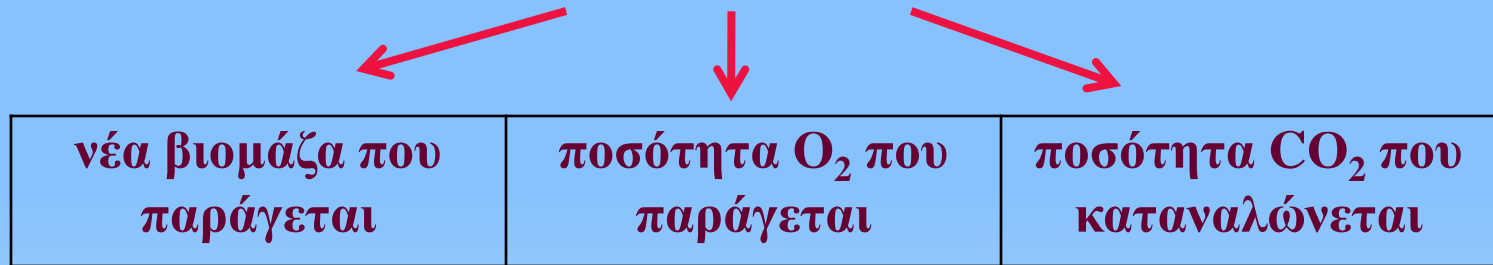 νέα βιομάζα που
παράγεται
ποσότητα O₂ που
παράγεται
ποσότητα CO₂ που
καταναλώνεται